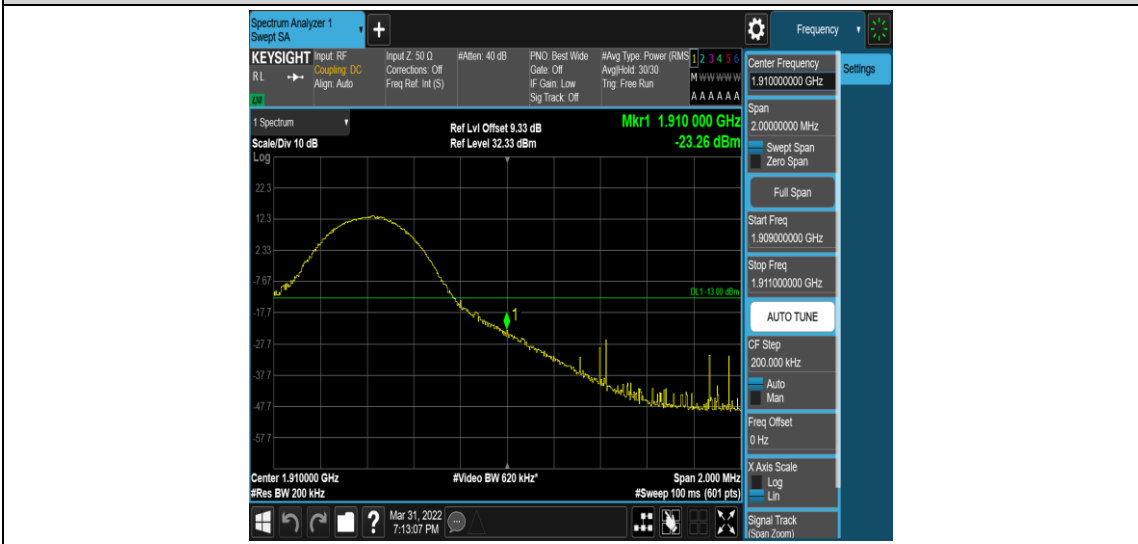 Spectrum Analyzer 1
Swept SA
+
Frequency
KEYSIGHT
R L
LXI
Input: RF
Coupling: DC
Align: Auto
Input Z: 50 Ω
Corrections: Off
Freq Ref: Int (S)
#Atten: 40 dB
PNO: Best Wide
Gate: Off
IF Gain: Low
Sig Track: Off
#Avg Type: Power (RMS
Avg|Hold: 30/30
Trig: Free Run
1 2 3 4 5 6
M W W W W W
A A A A A A
Center Frequency
1.910000000 GHz
Settings
Span
2.00000000 MHz
Swept Span
Zero Span
Full Span
Start Freq
1.909000000 GHz
Stop Freq
1.911000000 GHz
AUTO TUNE
CF Step
200.000 kHz
Auto
Man
Freq Offset
0 Hz
X Axis Scale
Log
Lin
Signal Track
(Span Zoom)
1 Spectrum
Scale/Div 10 dB
Log
Ref Lvl Offset 9.33 dB
Ref Level 32.33 dBm
Mkr1 1.910 000 GHz
-23.26 dBm
22.3
12.3
2.33
-7.67
DL1 -13.00 dBm
-17.7
1
-27.7
-37.7
-47.7
-57.7
Center 1.910000 GHz
#Res BW 200 kHz
#Video BW 620 kHz*
Span 2.000 MHz
#Sweep 100 ms (601 pts)
?
Mar 31, 2022
7:13:07 PM